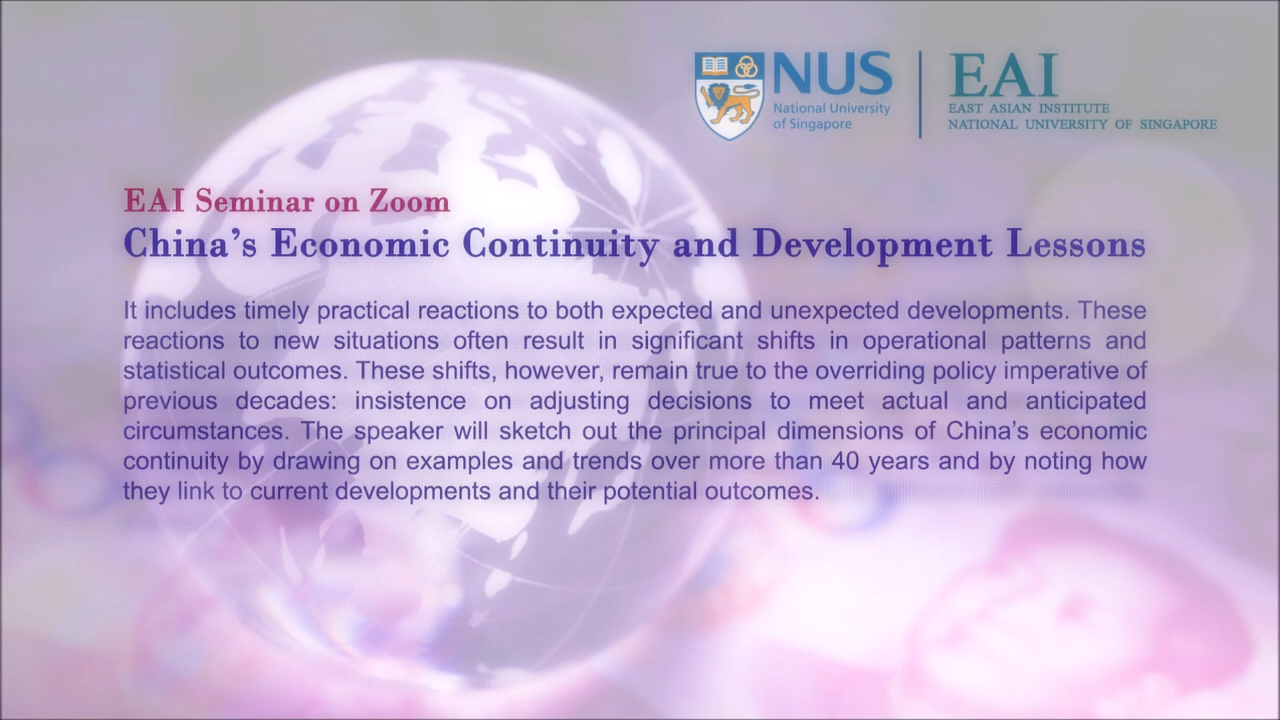 NUS
National University
of Singapore
EAI
EAST ASIAN INSTITUTE
NATIONAL UNIVERSITY OF SINGAPORE
EAI Seminar on Zoom
China’s Economic Continuity and Development Lessons
It includes timely practical reactions to both expected and unexpected developments. These
reactions to new situations often result in significant shifts in operational patterns and
statistical outcomes. These shifts, however, remain true to the overriding policy imperative of
previous decades: insistence on adjusting decisions to meet actual and anticipated
circumstances. The speaker will sketch out the principal dimensions of China’s economic
continuity by drawing on examples and trends over more than 40 years and by noting how
they link to current developments and their potential outcomes.